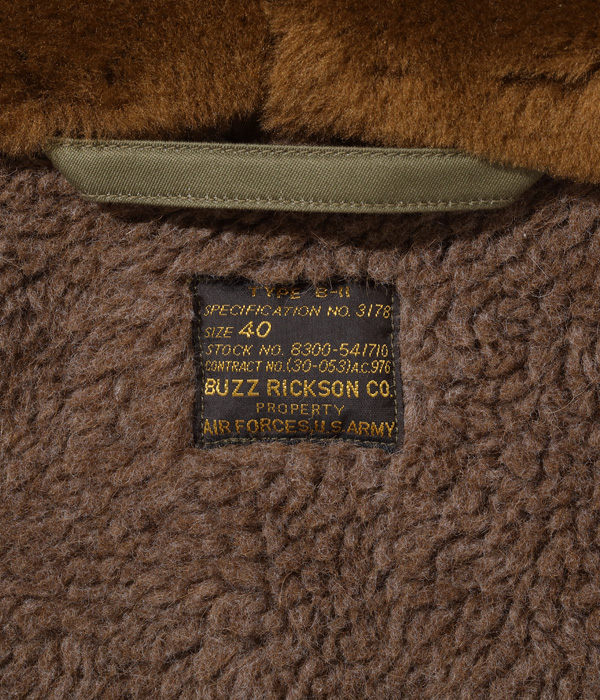 TYPE B-11
SPECIFICATION NO. 3178
SIZE 40
STOCK NO. 8300-541710
CONTRACT NO.(30-053)A.C.976
BUZZ RICKSON CO.
PROPERTY
AIR FORCES,U.S.ARMY